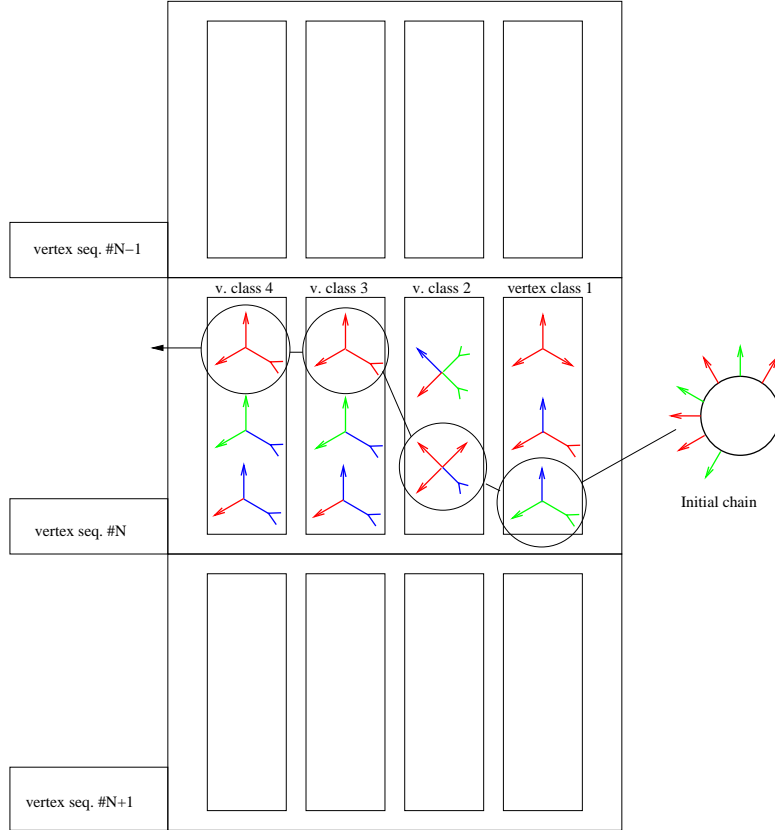 vertex seq. #N−1
v. class 4
v. class 3
v. class 2
vertex class 1
Initial chain
vertex seq. #N
vertex seq. #N+1